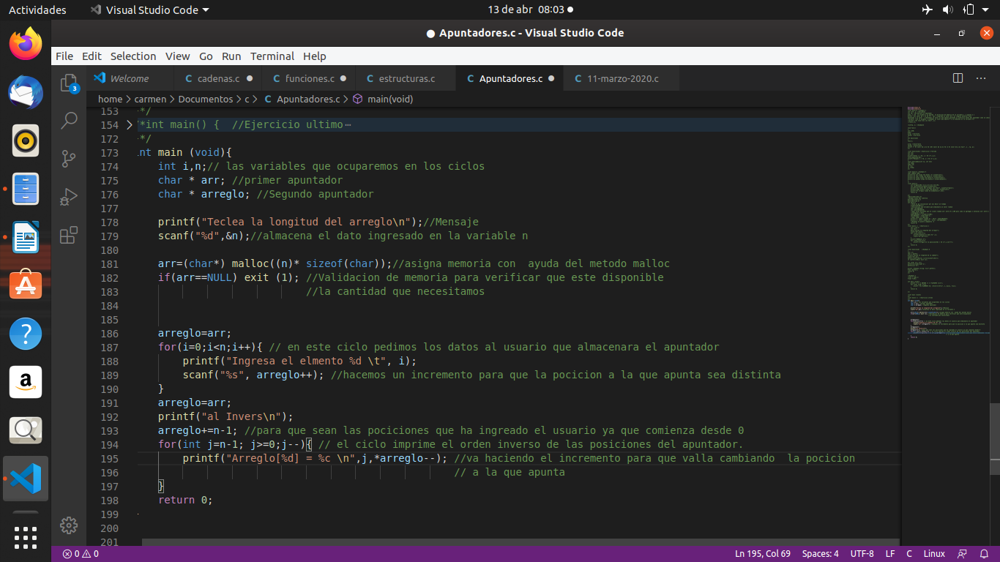 Actividades
Visual Studio Code
13 de abr 08:03
● Apuntadores.c - Visual Studio Code
File Edit Selection View Go Run Terminal Help
3
Welcome
C cadenas.c
C funciones.c
C estructuras.c
C Apuntadores.c
C 11-marzo-2020.c
home > carmen > Documentos > c > C Apuntadores.c > main(void)
153 */
154 *int main() { //Ejercicio ultimo⋯
172 */
173 nt main (void){
174 int i,n;// las variables que ocuparemos en los ciclos
175 char * arr; //primer apuntador
176 char * arreglo; //Segundo apuntador
177
178 printf("Teclea la longitud del arreglo\n");//Mensaje
179 scanf("%d",&n);//almacena el dato ingresado en la variable n
180
181 arr=(char*) malloc((n)* sizeof(char));//asigna memoria con  ayuda del metodo malloc
182 if(arr==NULL) exit (1); //Validacion de memoria para verificar que este disponible
183 //la cantidad que necesitamos
184
185
186 arreglo=arr;
187 for(i=0;i<n;i++){ // en este ciclo pedimos los datos al usuario que almacenara el apuntador
188 printf("Ingresa el elmento %d \t", i);
189 scanf("%s", arreglo++); //hacemos un incremento para que la pocicion a la que apunta sea distinta
190 }
191 arreglo=arr;
192 printf("al Invers\n");
193 arreglo+=n-1; //para que sean las pociciones que ha ingreado el usuario ya que comienza desde 0
194 for(int j=n-1; j>=0;j--){ // el ciclo imprime el orden inverso de las posiciones del apuntador.
195 printf("Arreglo[%d] = %c \n",j,*arreglo--); //va haciendo el incremento para que valla cambiando  la pocicion
196 // a la que apunta
197 }
198 return 0;
199
200
201
0 0
Ln 195, Col 69
Spaces: 4
UTF-8
LF
C
Linux